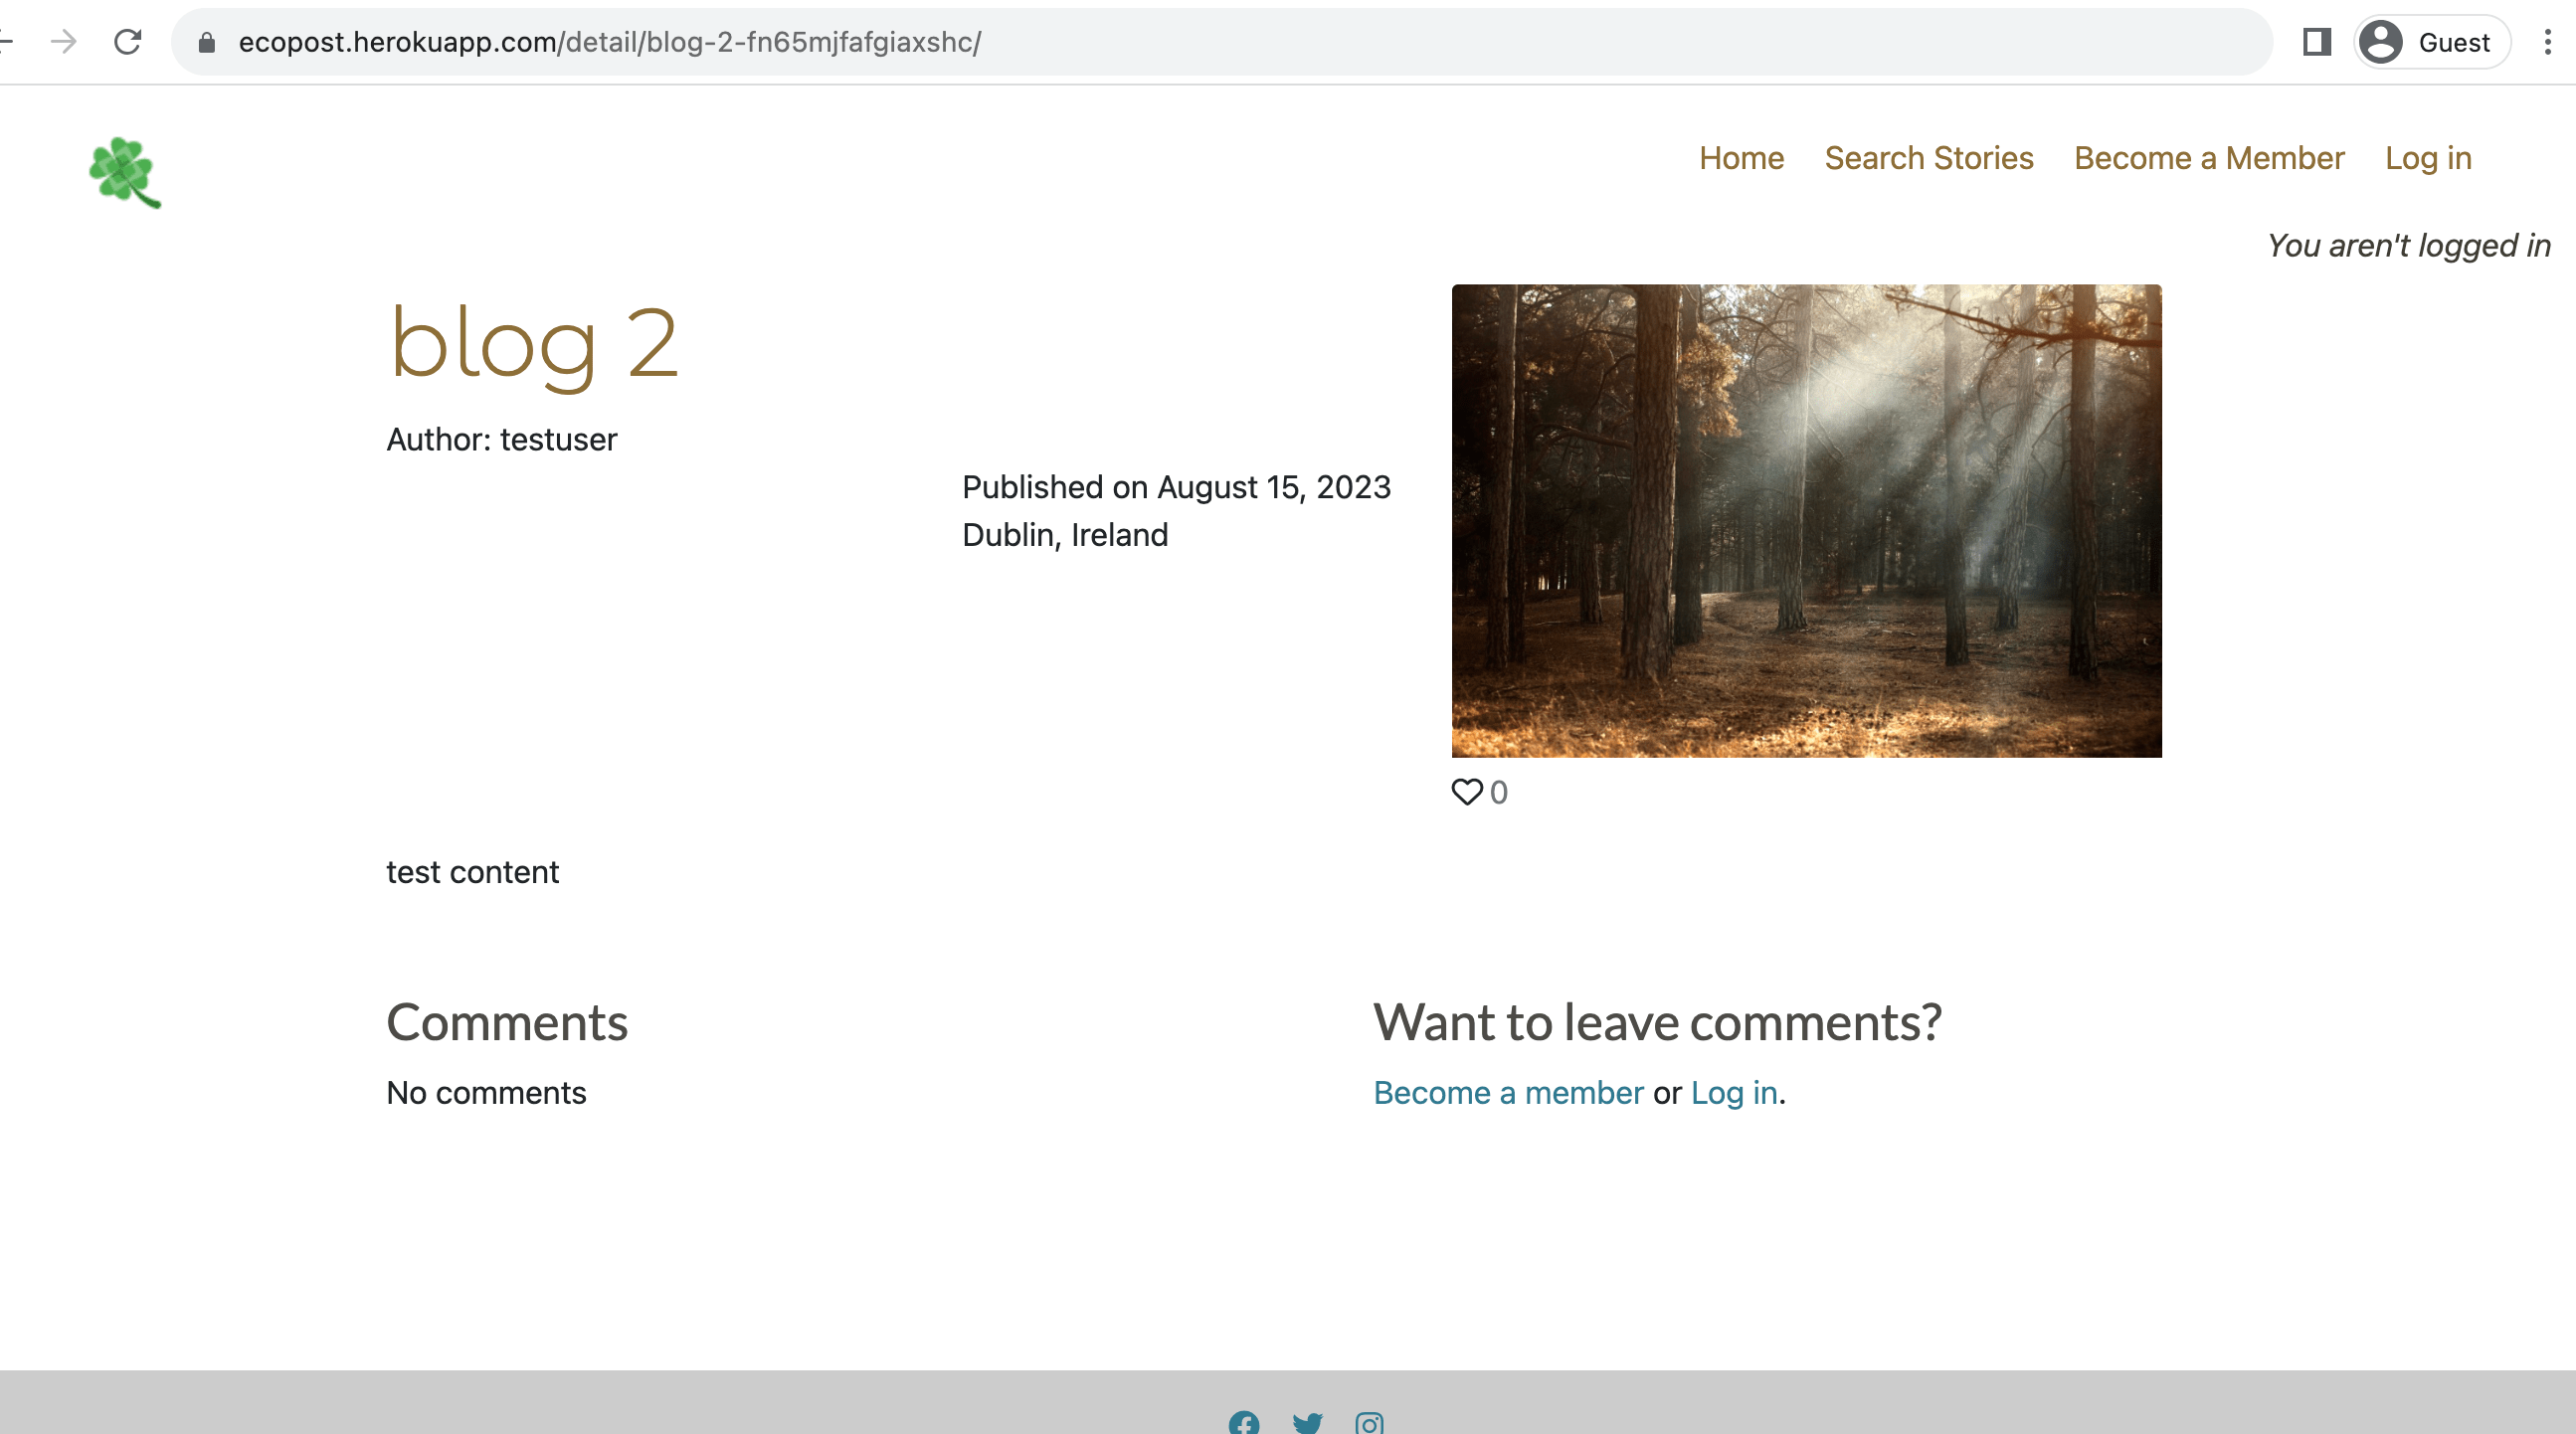 ecopost.herokuapp.com/detail/blog-2-fn65mjfafgiaxshc/
Guest
Home Search Stories Become a Member Log in
You aren't logged in
blog 2
Author: testuser
Published on August 15, 2023
Dublin, Ireland
0
test content
Comments
No comments
Want to leave comments?
Become a member or Log in.